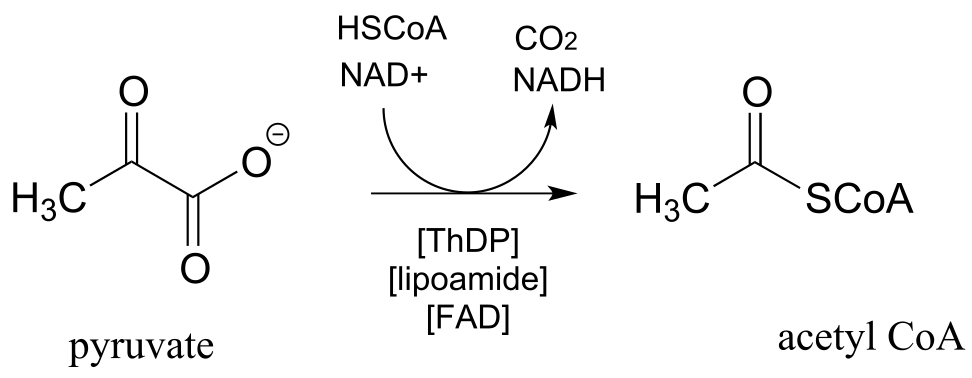 HSCoA
NAD+
CO2
NADH
O
O⊖
H3C
O
pyruvate
[ThDP]
[lipoamide]
[FAD]
O
H3C
SCoA
acetyl CoA